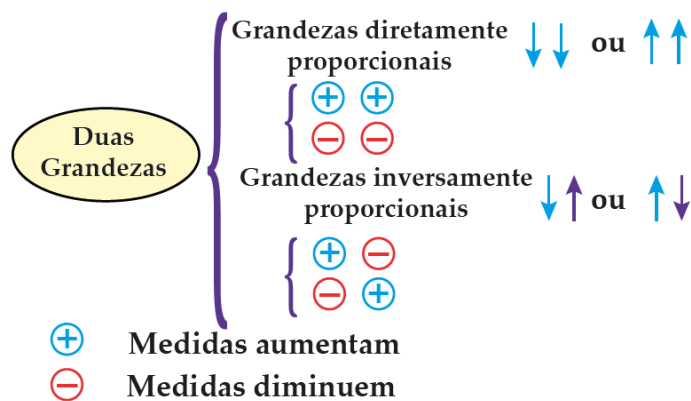 Duas
Grandezas
Grandezas diretamente
proporcionais
ou
Grandezas inversamente
proporcionais
ou
Medidas aumentam
Medidas diminuem